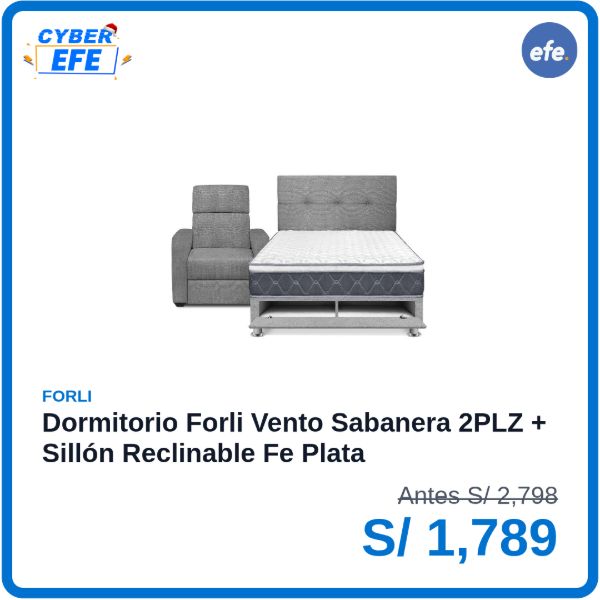 CYBER
EFE
efe.
FORLI
Dormitorio Forli Vento Sabanera 2PLZ +
Sillón Reclinable Fe Plata
Antes S/ 2,798
S/ 1,789